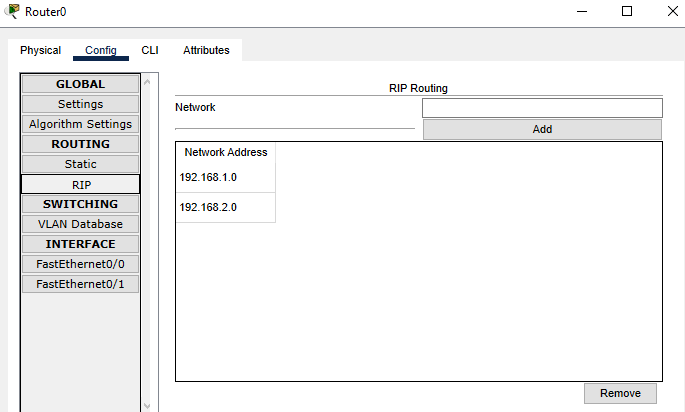 Router0
Physical Config CLI Attributes
GLOBAL
Settings
Algorithm Settings
ROUTING
Static
RIP
SWITCHING
VLAN Database
INTERFACE
FastEthernet0/0
FastEthernet0/1
RIP Routing
Network
Add
Network Address
192.168.1.0
192.168.2.0
Remove